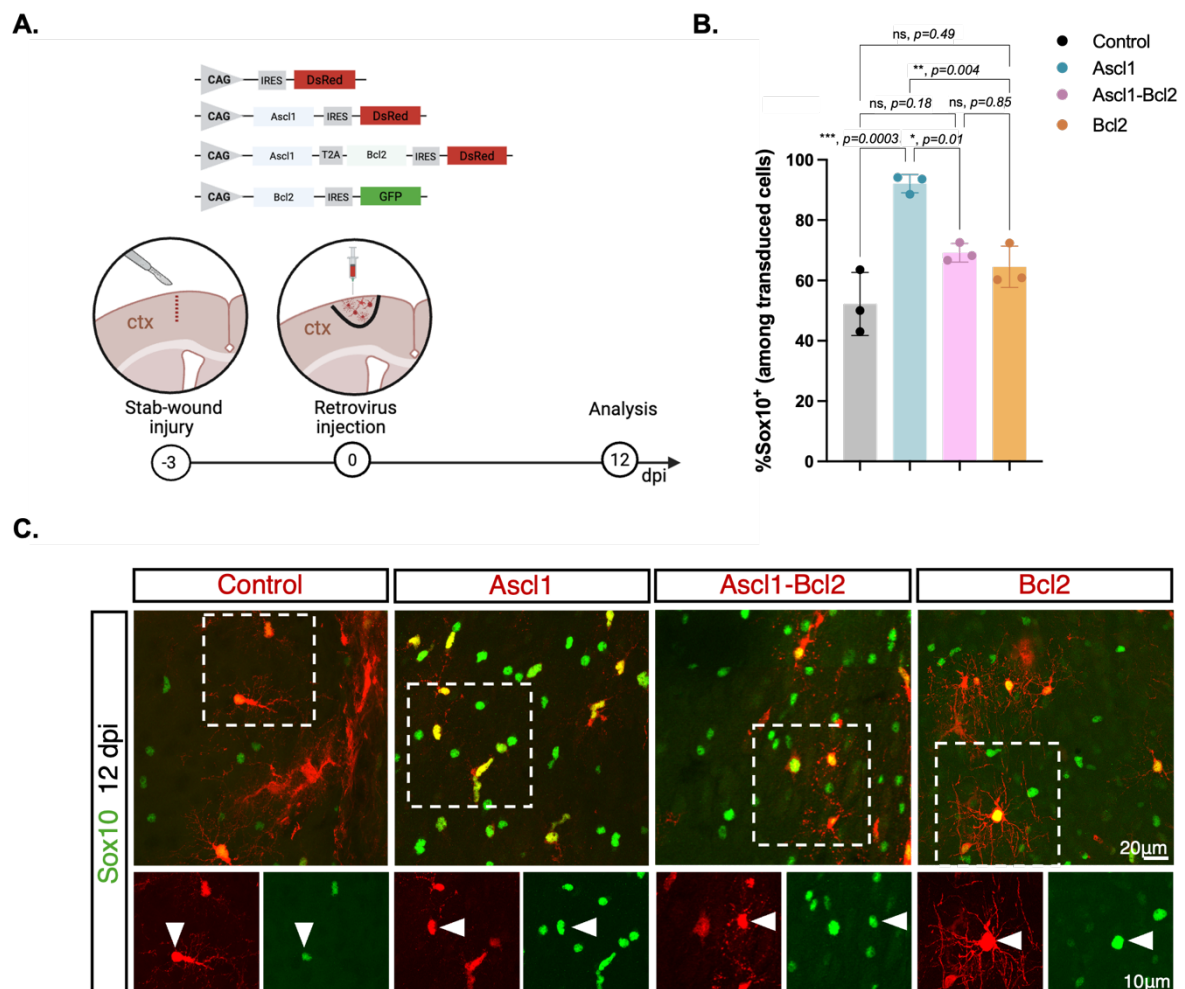 A.
CAG IRES DsRed
CAG Ascl1 IRES DsRed
CAG Ascl1 T2A Bcl2 IRES DsRed
CAG Bcl2 IRES GFP
ctx
ctx
Stab-wound
injury
Retrovirus
injection
Analysis
-3
0
12
dpi
B.
ns, p=0.49
**, p=0.004
ns, p=0.18
ns, p=0.85
***, p=0.0003
*, p=0.01
Control
Ascl1
Ascl1-Bcl2
Bcl2
%Sox10+ (among transduced cells)
100
80
60
40
20
0
C.
Control
Ascl1
Ascl1-Bcl2
Bcl2
Sox10 12 dpi
20µm
10µm